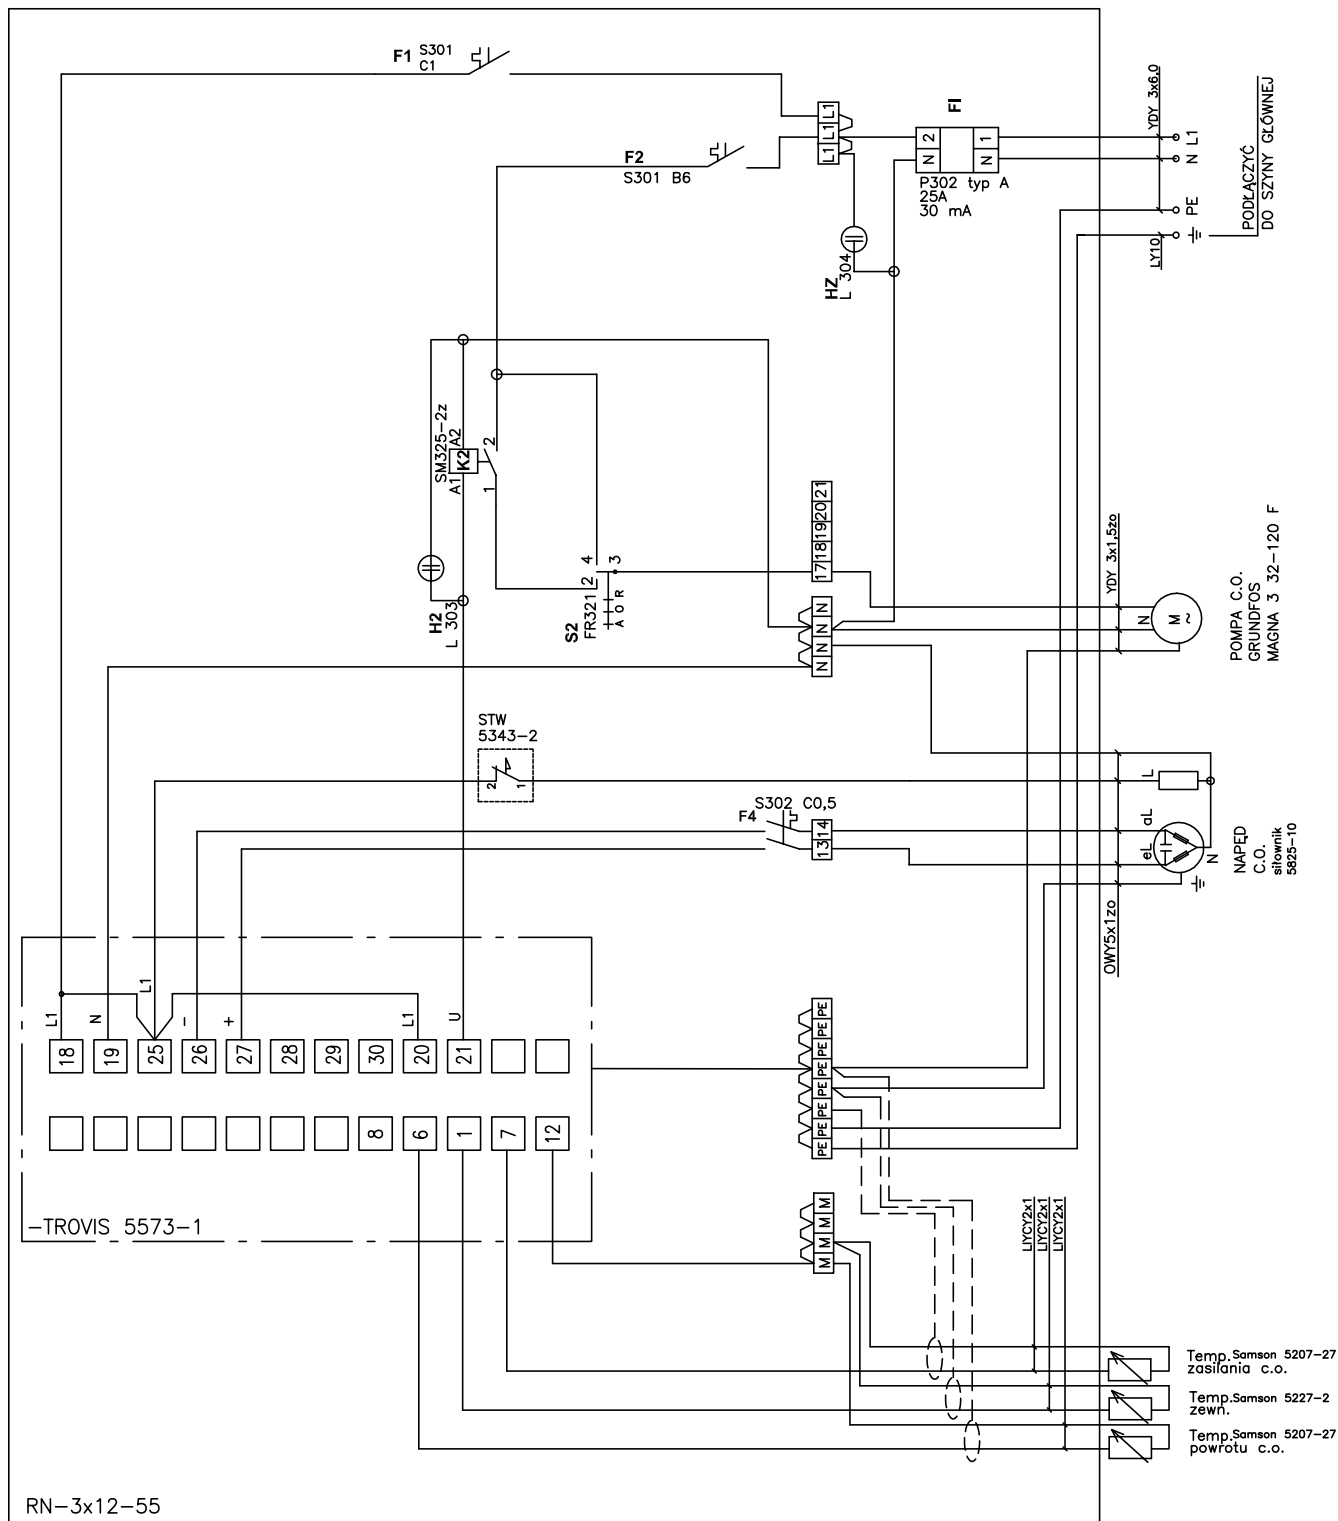 F1 S301
C1
F2
S301 B6
L1 L1 L1
FI
2 1
N N
P302 typ A
25A
30 mA
YDY 3x6,0
L1
N
PE
LY10
PODŁĄCZYĆ
DO SZYNY GŁÓWNEJ
HZ
L 304
SM325-2z
A1 K2 A2
1 2
H2
L 303
S2
FR321
2 4
3
A O R
17 18 19 20 21
N N N N
YDY 3x1,5żo
N
M
~
POMPA C.O.
GRUNDFOS
MAGNA 3 32-120 F
STW
5343-2
2 1
S302 C0,5
F4
13 14
L
aL
eL
N
NAPĘD
C.O.
siłownik
5825-10
OWY5x1zo
L1 N L1 - + L1 U
18 19 25 26 27 28 29 30 20 21
8 6 1 7 12
-TROVIS 5573-1
PE PE PE PE PE PE PE PE
M M M M
LIYCY2x1
LIYCY2x1
LIYCY2x1
Temp. Samson 5207-27
zasilania c.o.
Temp. Samson 5227-2
zewn.
Temp. Samson 5207-27
powrotu c.o.
RN-3x12-55